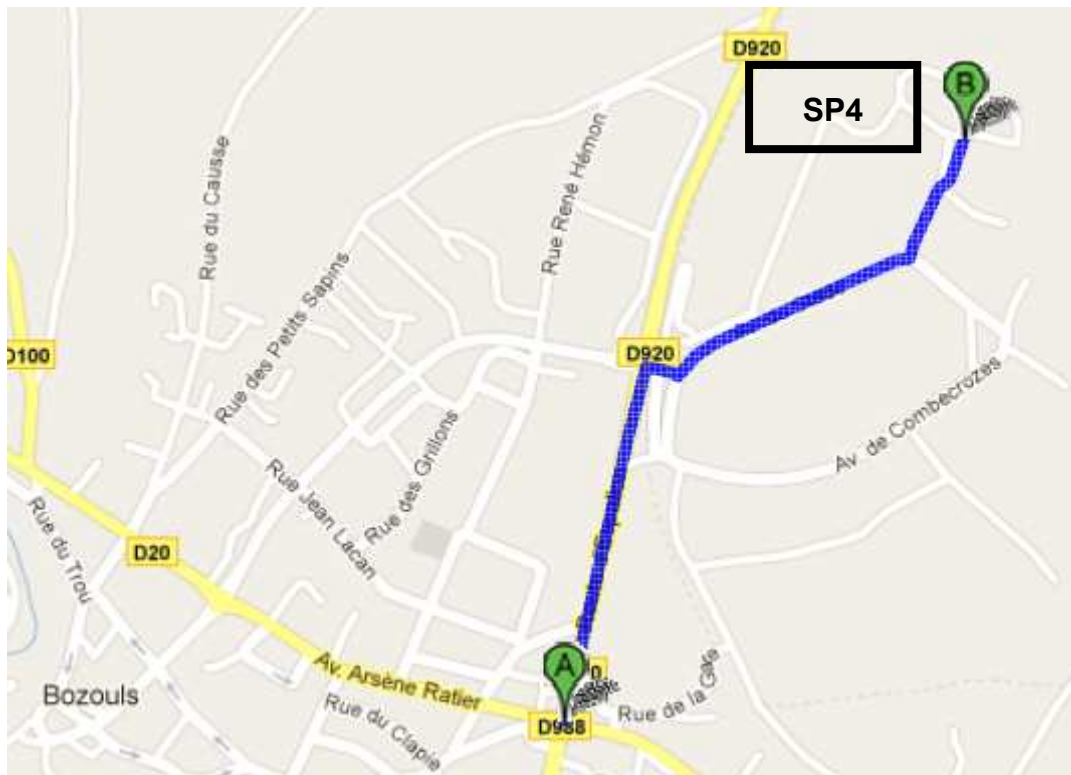 D920
SP4
B
Rue du Causse
Rue René Hémon
Rue des Petits Sapins
D100
D920
Av. de Combecrozes
Rue des Grillons
Rue Jean Lacan
Rue du Trou
D20
A
0
Av. Arsène Ratier
Rue de la Gare
Bozouls
Rue du Clapie
D988